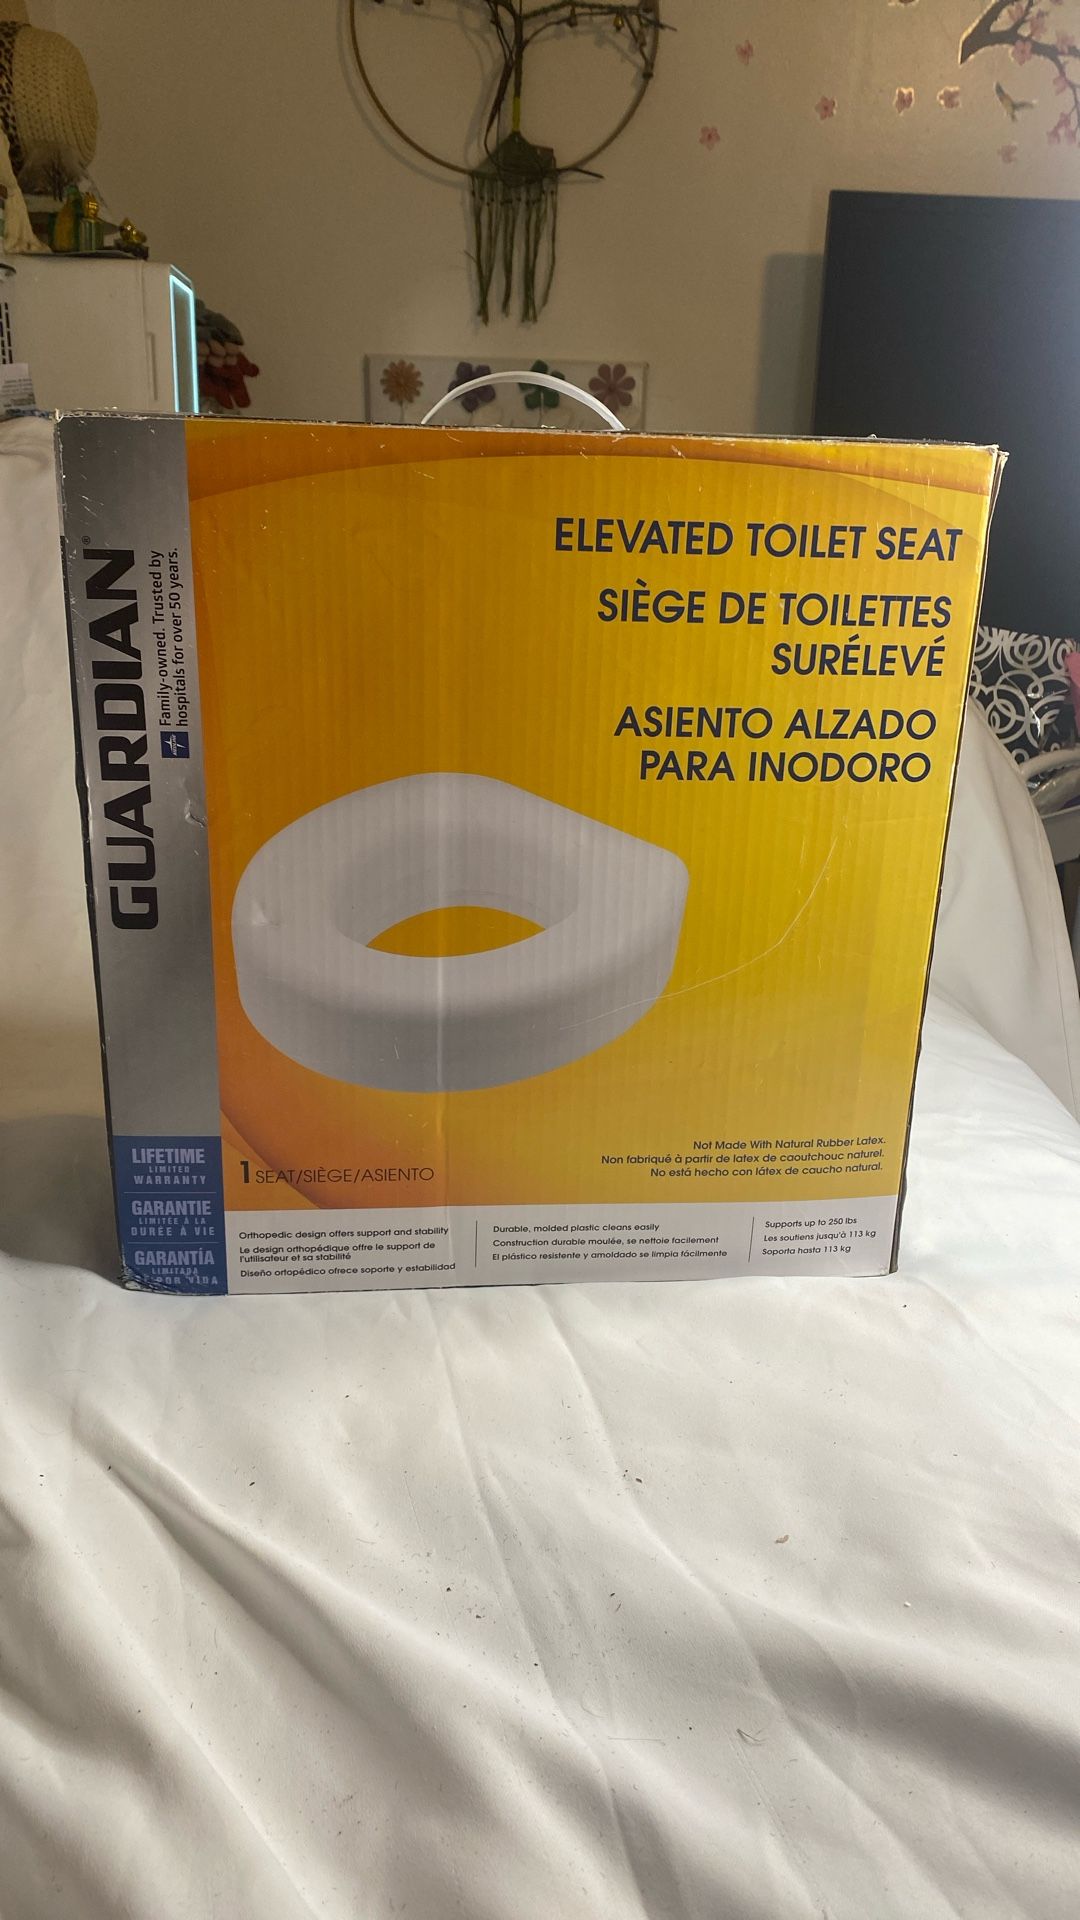 GUARDIAN®
Family-owned. Trusted by
hospitals for over 50 years.
ELEVATED TOILET SEAT
SIÈGE DE TOILETTES
SURÉLEVÉ
ASIENTO ALZADO
PARA INODORO
Not Made With Natural Rubber Latex.
Non fabriqué à partir de latex de caoutchouc naturel.
No está hecho con látex de caucho natural.
1 SEAT/SIÈGE/ASIENTO
LIFETIME
LIMITED
WARRANTY
GARANTIE
LIMITÉE À LA
DURÉE À VIE
GARANTÍA
LIMITADA
DE POR VIDA
Orthopedic design offers support and stability
Le design orthopédique offre le support de
l'utilisateur et sa stabilité
Diseño ortopédico ofrece soporte y estabilidad
Durable, molded plastic cleans easily
Construction durable moulée, se nettoie facilement
El plástico resistente y amoldado se limpia fácilmente
Supports up to 250 lbs
Les soutiens jusqu'à 113 kg
Soporta hasta 113 kg